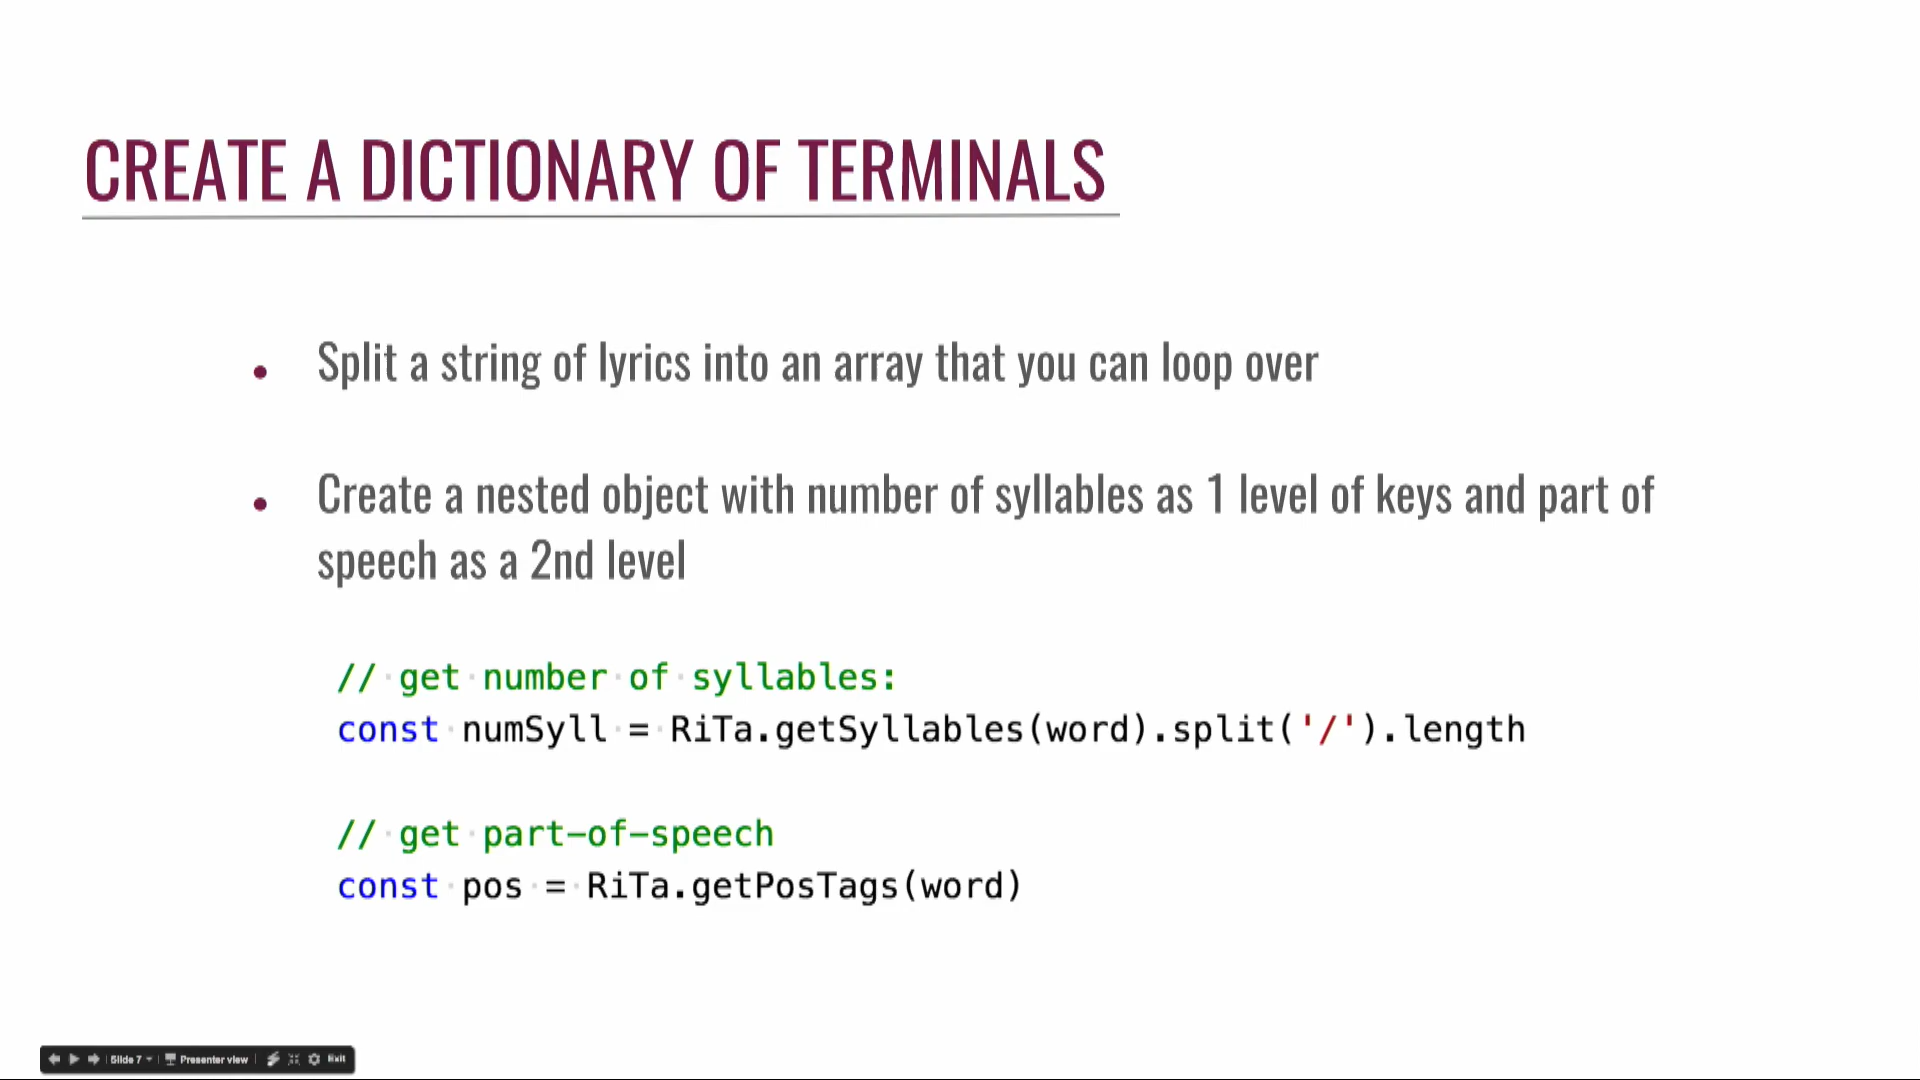 CREATE A DICTIONARY OF TERMINALS
• Split a string of lyrics into an array that you can loop over
• Create a nested object with number of syllables as 1 level of keys and part of
speech as a 2nd level
// get number of syllables:
const numSyll = RiTa.getSyllables(word).split('/').length
// get part-of-speech
const pos = RiTa.getPosTags(word)
Slide 7 Presenter view Exit